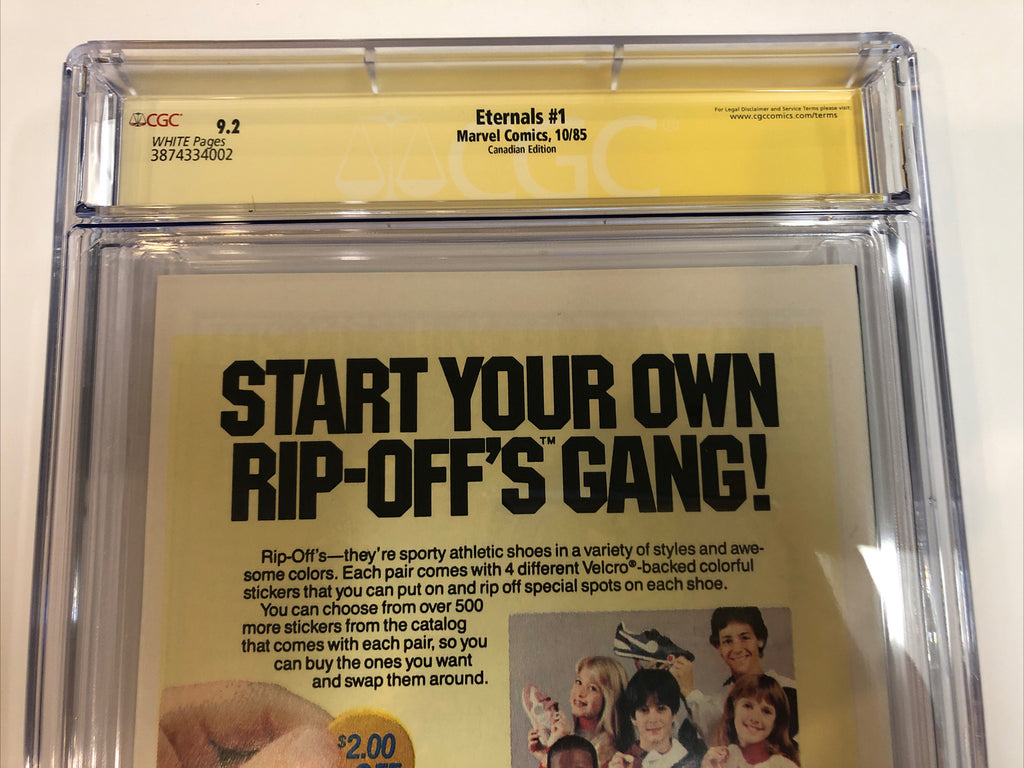 CGC
9.2
WHITE Pages
3874334002
Eternals #1
Marvel Comics, 10/85
Canadian Edition
For Legal Disclaimer and Service Terms please visit:
www.cgccomics.com/terms
CGC®
START YOUR OWN
RIP-OFF'S™ GANG!
Rip-Off's—they're sporty athletic shoes in a variety of styles and awe-
some colors. Each pair comes with 4 different Velcro®-backed colorful
stickers that you can put on and rip off special spots on each shoe.
You can choose from over 500
more stickers from the catalog
that comes with each pair, so you
can buy the ones you want
and swap them around.
$2.00
OFF